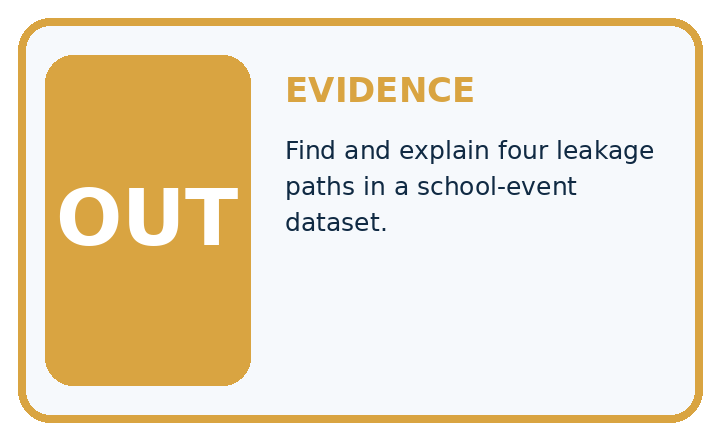 OUT
EVIDENCE
Find and explain four leakage
paths in a school-event
dataset.